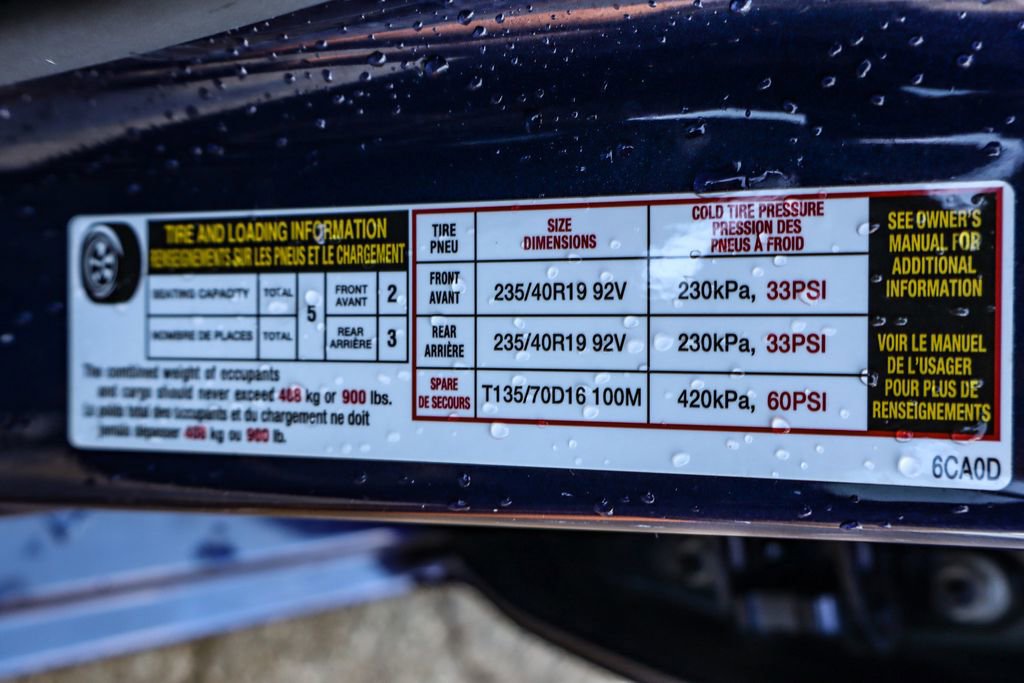 TIRE AND LOADING INFORMATION
RENSEIGNEMENTS SUR LES PNEUS ET LE CHARGEMENT
SEATING CAPACITY TOTAL 5 FRONT AVANT 2
NOMBRE DE PLACES TOTAL REAR ARRIÈRE 3
The combined weight of occupants
and cargo should never exceed 408 kg or 900 lbs.
Le poids total des occupants et du chargement ne doit
jamais dépasser 408 kg ou 900 lb.
TIRE PNEU
SIZE
DIMENSIONS
COLD TIRE PRESSURE
PRESSION DES
PNEUS À FROID
FRONT AVANT 235/40R19 92V 230kPa, 33PSI
REAR ARRIÈRE 235/40R19 92V 230kPa, 33PSI
SPARE DE SECOURS T135/70D16 100M 420kPa, 60PSI
SEE OWNER'S
MANUAL FOR
ADDITIONAL
INFORMATION
VOIR LE MANUEL
DE L'USAGER
POUR PLUS DE
RENSEIGNEMENTS
6CA0D